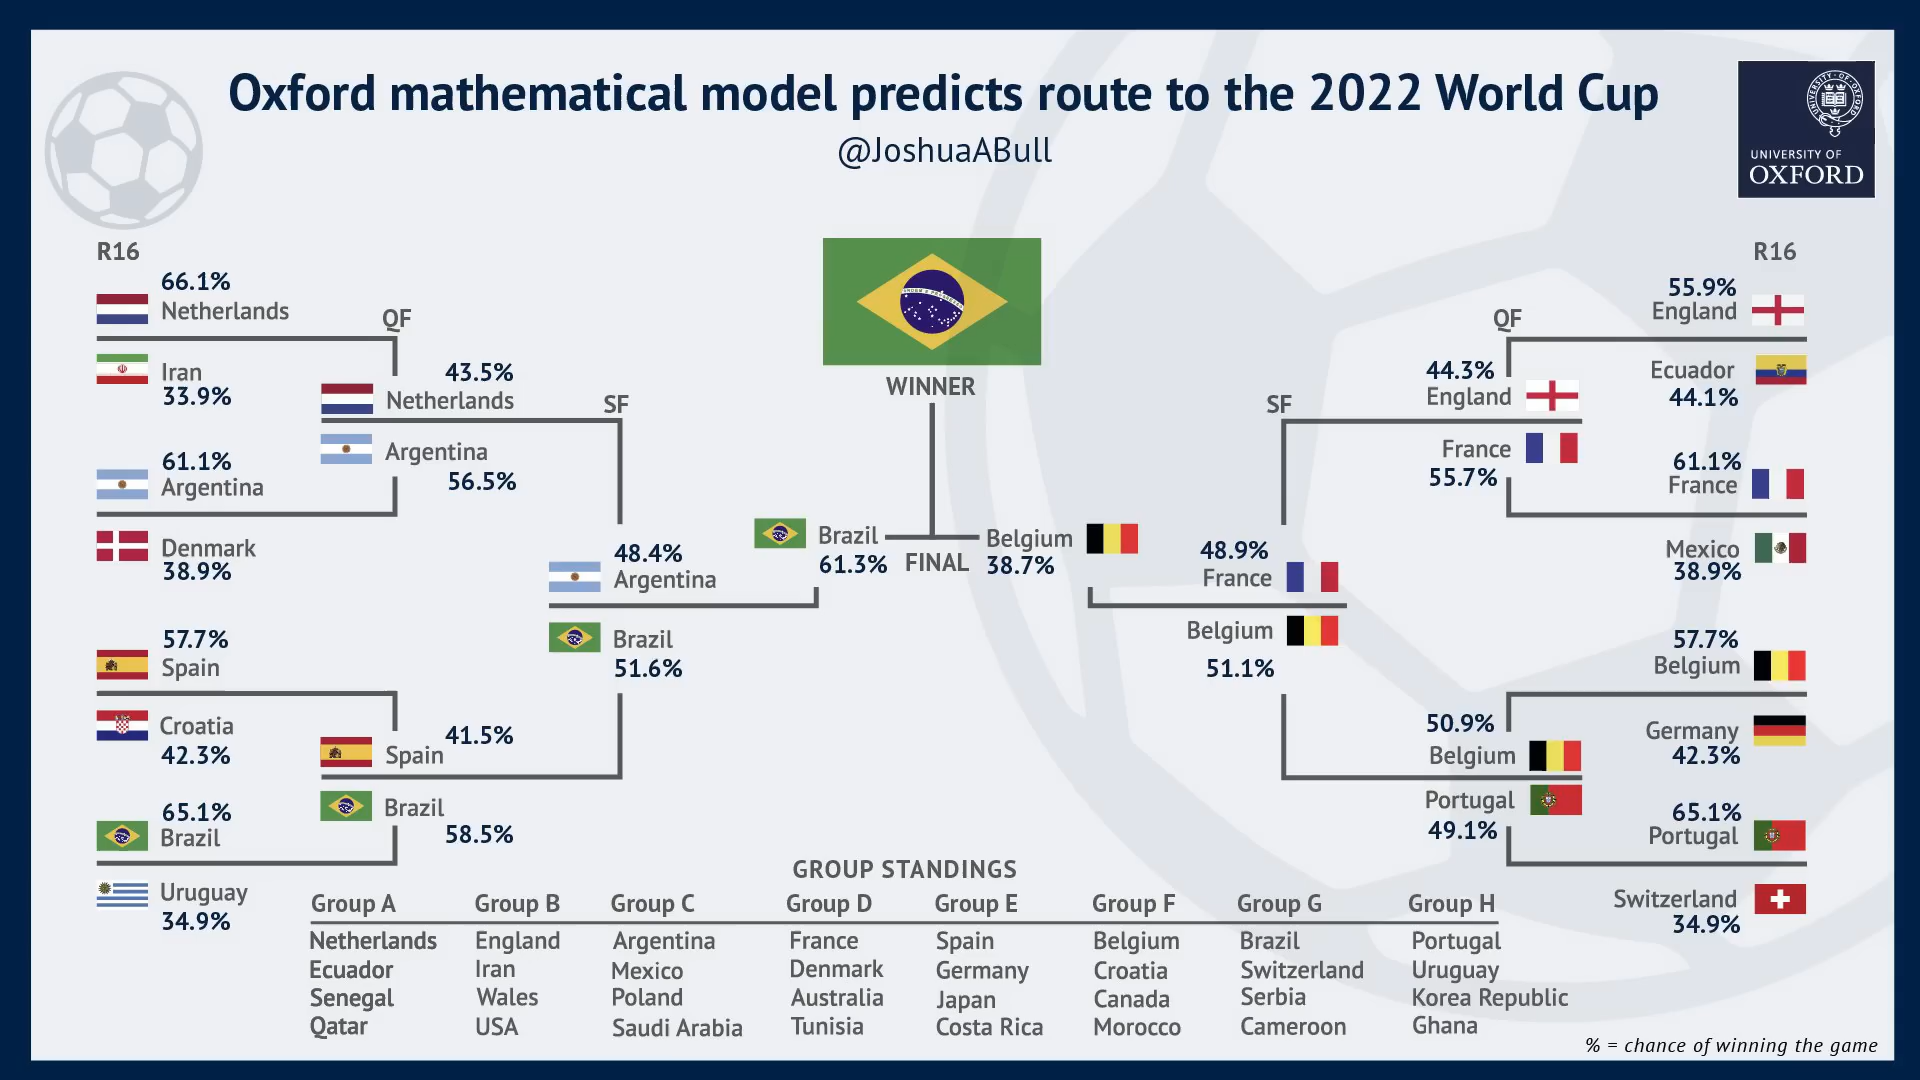 Oxford mathematical model predicts route to the 2022 World Cup
@JoshuaABull
UNIVERSITY OF
OXFORD
R16
66.1%
Netherlands
Iran
33.9%
61.1%
Argentina
Denmark
38.9%
57.7%
Spain
Croatia
42.3%
65.1%
Brazil
Uruguay
34.9%
QF
43.5%
Netherlands
Argentina
56.5%
41.5%
Spain
Brazil
58.5%
SF
48.4%
Argentina
Brazil
51.6%
WINNER
Brazil
61.3%
FINAL
Belgium
38.7%
SF
48.9%
France
Belgium
51.1%
QF
44.3%
England
France
55.7%
50.9%
Belgium
Portugal
49.1%
R16
55.9%
England
Ecuador
44.1%
61.1%
France
Mexico
38.9%
57.7%
Belgium
Germany
42.3%
65.1%
Portugal
Switzerland
34.9%
GROUP STANDINGS
Group A Group B Group C Group D Group E Group F Group G Group H
Netherlands England Argentina France Spain Belgium Brazil Portugal
Ecuador Iran Mexico Denmark Germany Croatia Switzerland Uruguay
Senegal Wales Poland Australia Japan Canada Serbia Korea Republic
Qatar USA Saudi Arabia Tunisia Costa Rica Morocco Cameroon Ghana
% = chance of winning the game